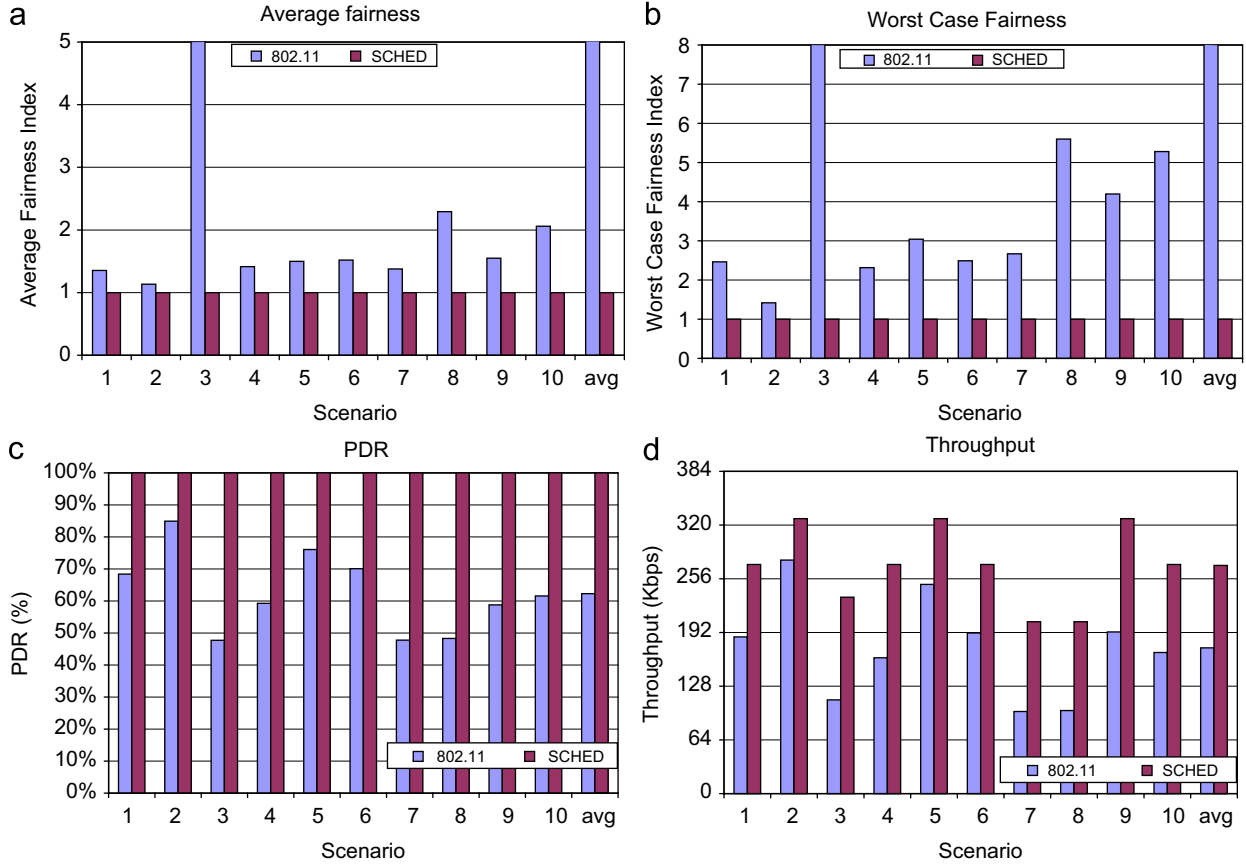 a
Average fairness
802.11 SCHED
5
4
3
2
1
0
Average Fairness Index
1 2 3 4 5 6 7 8 9 10 avg
Scenario
b
Worst Case Fairness
802.11 SCHED
8
7
6
5
4
3
2
1
0
Worst Case Fairness Index
1 2 3 4 5 6 7 8 9 10 avg
Scenario
c
PDR
100%
90%
80%
70%
60%
50%
40%
30%
20%
10%
0%
PDR (%)
802.11 SCHED
1 2 3 4 5 6 7 8 9 10 avg
Scenario
d
Throughput
384
320
256
192
128
64
0
Throughput (Kbps)
802.11 SCHED
1 2 3 4 5 6 7 8 9 10 avg
Scenario